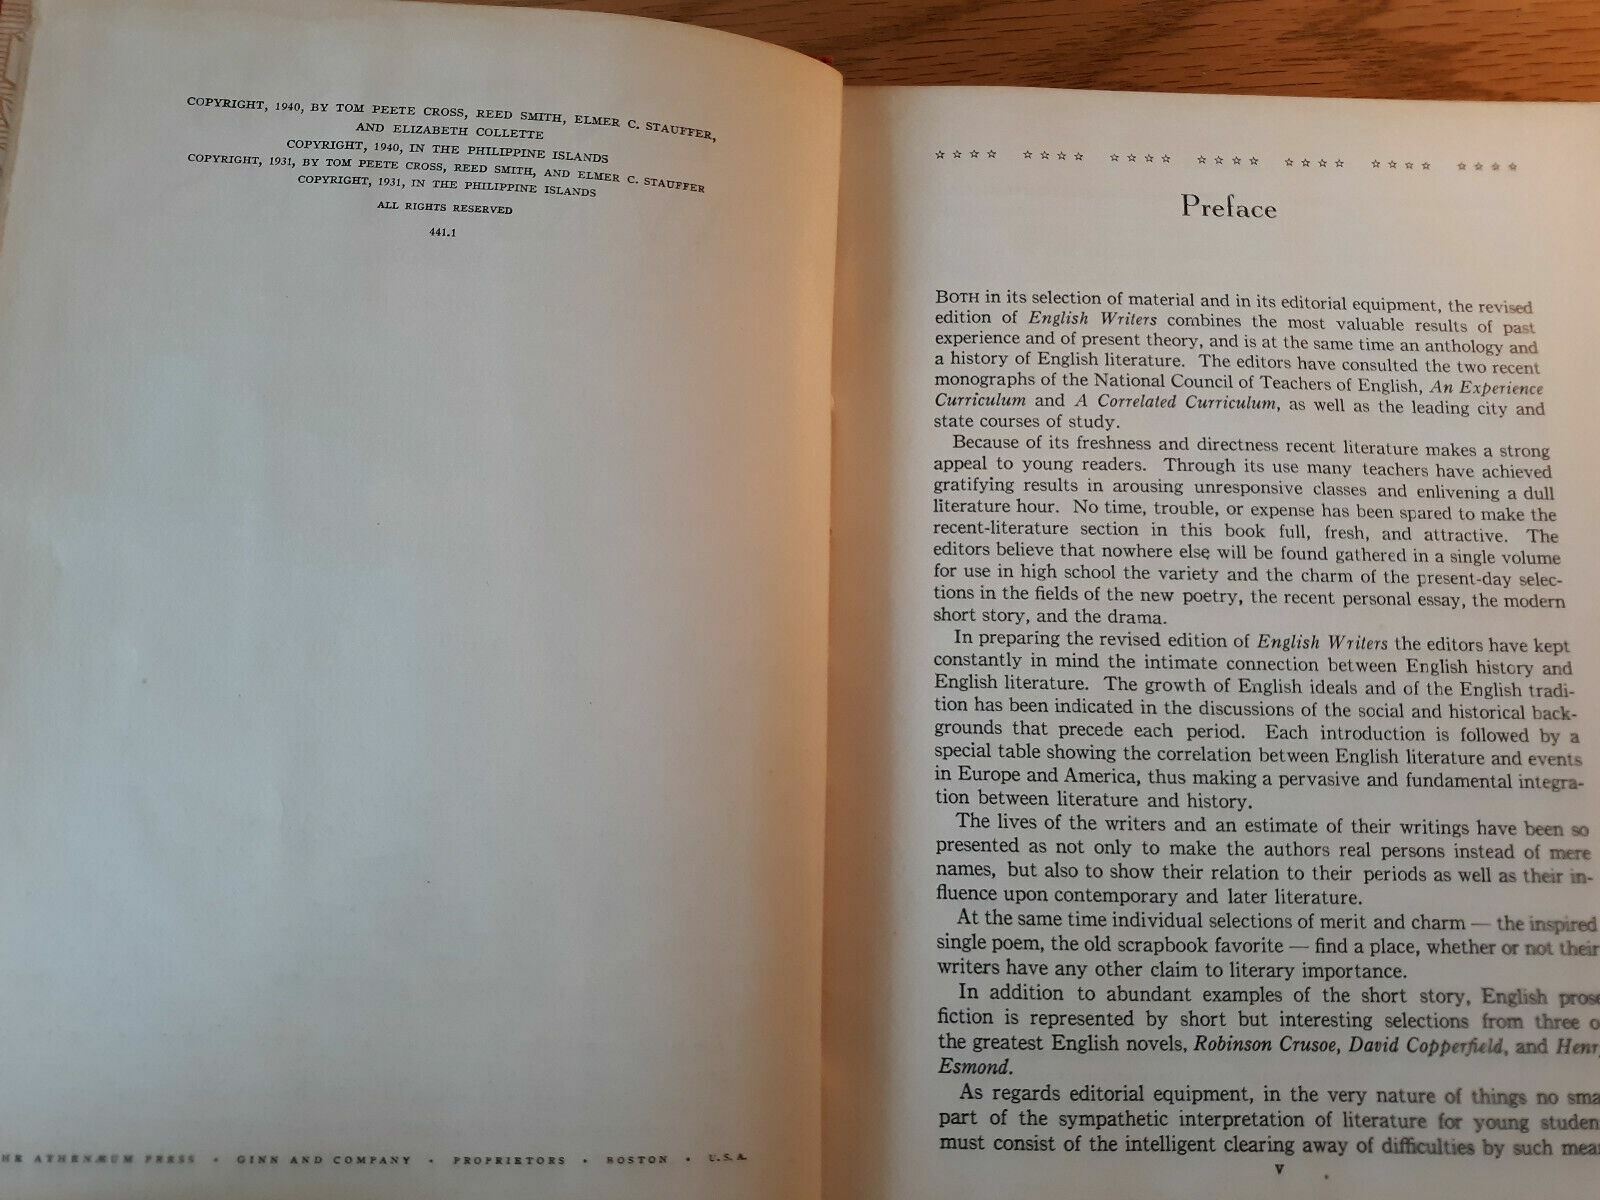 COPYRIGHT, 1940, BY TOM PEETE CROSS, REED SMITH, ELMER C. STAUFFER,
AND ELIZABETH COLLETTE
COPYRIGHT, 1940, IN THE PHILIPPINE ISLANDS
COPYRIGHT, 1931, BY TOM PEETE CROSS, REED SMITH, AND ELMER C. STAUFFER
COPYRIGHT, 1931, IN THE PHILIPPINE ISLANDS
ALL RIGHTS RESERVED
441.1
ATHENÆUM PRESS · GINN AND COMPANY · PROPRIETORS · BOSTON · U.S.A.
Preface
BOTH in its selection of material and in its editorial equipment, the revised
edition of English Writers combines the most valuable results of past
experience and of present theory, and is at the same time an anthology and
a history of English literature. The editors have consulted the two recent
monographs of the National Council of Teachers of English, An Experience
Curriculum and A Correlated Curriculum, as well as the leading city and
state courses of study.
Because of its freshness and directness recent literature makes a strong
appeal to young readers. Through its use many teachers have achieved
gratifying results in arousing unresponsive classes and enlivening a dull
literature hour. No time, trouble, or expense has been spared to make the
recent-literature section in this book full, fresh, and attractive. The
editors believe that nowhere else will be found gathered in a single volume
for use in high school the variety and the charm of the present-day selec-
tions in the fields of the new poetry, the recent personal essay, the modern
short story, and the drama.
In preparing the revised edition of English Writers the editors have kept
constantly in mind the intimate connection between English history and
English literature. The growth of English ideals and of the English tradi-
tion has been indicated in the discussions of the social and historical back-
grounds that precede each period. Each introduction is followed by a
special table showing the correlation between English literature and events
in Europe and America, thus making a pervasive and fundamental integra-
tion between literature and history.
The lives of the writers and an estimate of their writings have been so
presented as not only to make the authors real persons instead of mere
names, but also to show their relation to their periods as well as their in-
fluence upon contemporary and later literature.
At the same time individual selections of merit and charm — the inspired
single poem, the old scrapbook favorite — find a place, whether or not their
writers have any other claim to literary importance.
In addition to abundant examples of the short story, English prose
fiction is represented by short but interesting selections from three o
the greatest English novels, Robinson Crusoe, David Copperfield, and Henr
Esmond.
As regards editorial equipment, in the very nature of things no sma
part of the sympathetic interpretation of literature for young studen
must consist of the intelligent clearing away of difficulties by such mea
v